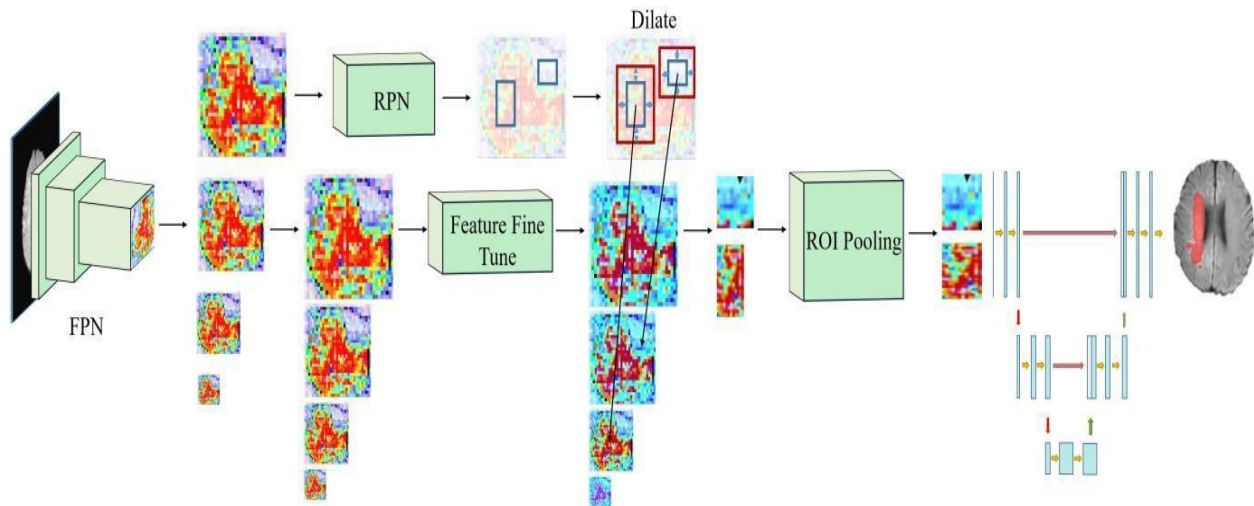 Dilate
RPN
FPN
Feature Fine
Tune
ROI Pooling